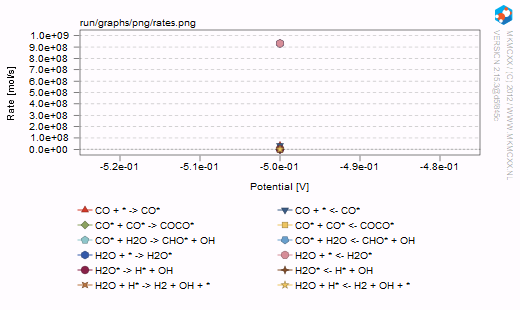 run/graphs/png/rates.png
1.0e+09
9.0e+08
8.0e+08
7.0e+08
6.0e+08
5.0e+08
4.0e+08
3.0e+08
2.0e+08
1.0e+08
0.0e+00
Rate [mol/s]
-5.2e-01 -5.1e-01 -5.0e-01 -4.9e-01 -4.8e-01
Potential [V]
CO + * -> CO* CO + * <- CO*
CO* + CO* -> COCO* CO* + CO* <- COCO*
CO* + H2O -> CHO* + OH CO* + H2O <- CHO* + OH
H2O + * -> H2O* H2O + * <- H2O*
H2O* -> H* + OH H2O* <- H* + OH
H2O + H* -> H2 + OH + * H2O + H* <- H2 + OH + *
MKMCXX (C) 2012 WWW.MKMCXX.NL
VERSION 2.15.3@